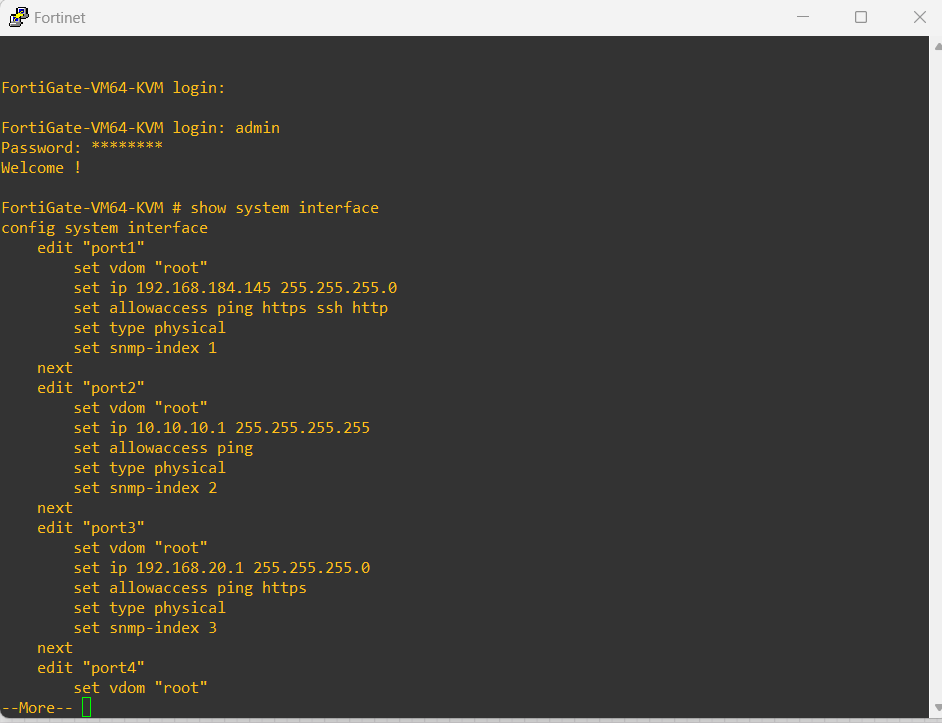 Fortinet
FortiGate-VM64-KVM login:
FortiGate-VM64-KVM login: admin
Password: ********
Welcome !
FortiGate-VM64-KVM # show system interface
config system interface
    edit "port1"
        set vdom "root"
        set ip 192.168.184.145 255.255.255.0
        set allowaccess ping https ssh http
        set type physical
        set snmp-index 1
    next
    edit "port2"
        set vdom "root"
        set ip 10.10.10.1 255.255.255.255
        set allowaccess ping
        set type physical
        set snmp-index 2
    next
    edit "port3"
        set vdom "root"
        set ip 192.168.20.1 255.255.255.0
        set allowaccess ping https
        set type physical
        set snmp-index 3
    next
    edit "port4"
        set vdom "root"
--More--